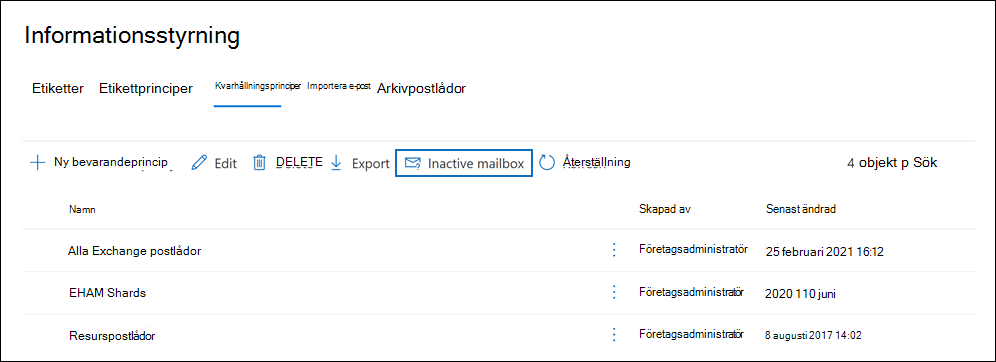 Informationsstyrning
Etiketter Etikettprinciper Kvarhållningsprinciper Importera e-post Arkivpostlådor
Ny bevarandeprincip Edit DELETE Export Inactive mailbox Återställning 4 objekt p Sök
Namn Skapad av Senast ändrad
Alla Exchange postlådor Företagsadministratör 25 februari 2021 16:12
EHAM Shards Företagsadministratör 2020 110 juni
Resurspostlådor Företagsadministratör 8 augusti 2017 14:02